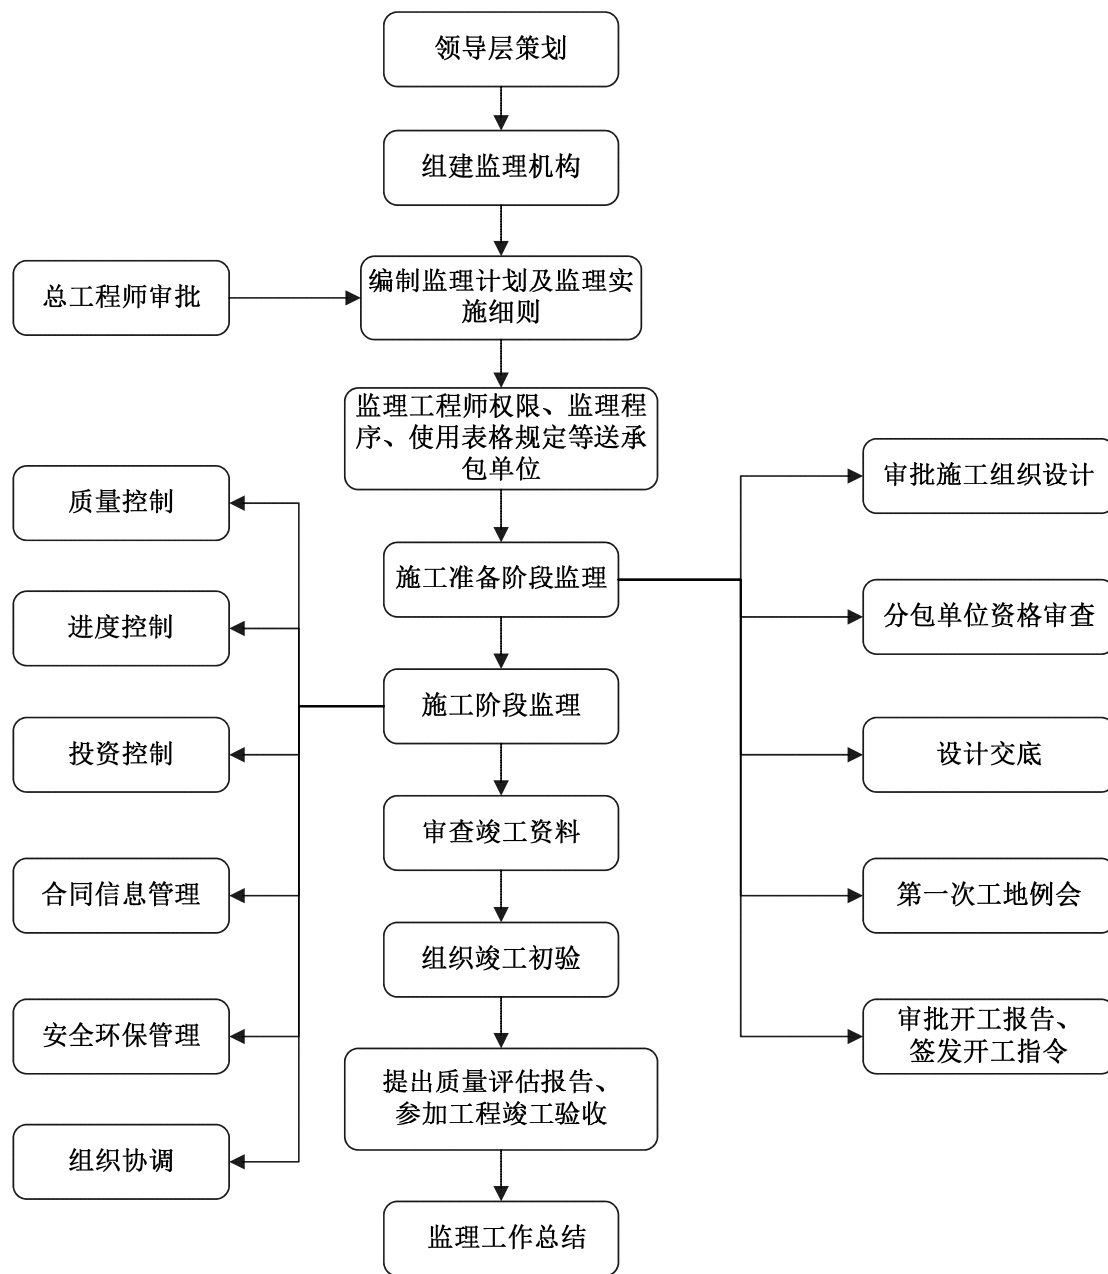 领导层策划
组建监理机构
总工程师审批
编制监理计划及监理实
施细则
监理工程师权限、监理程
序、使用表格规定等送承
包单位
质量控制
审批施工组织设计
施工准备阶段监理
进度控制
分包单位资格审查
施工阶段监理
投资控制
设计交底
审查竣工资料
合同信息管理
第一次工地例会
组织竣工初验
安全环保管理
审批开工报告、
签发开工指令
提出质量评估报告、
参加工程竣工验收
组织协调
监理工作总结